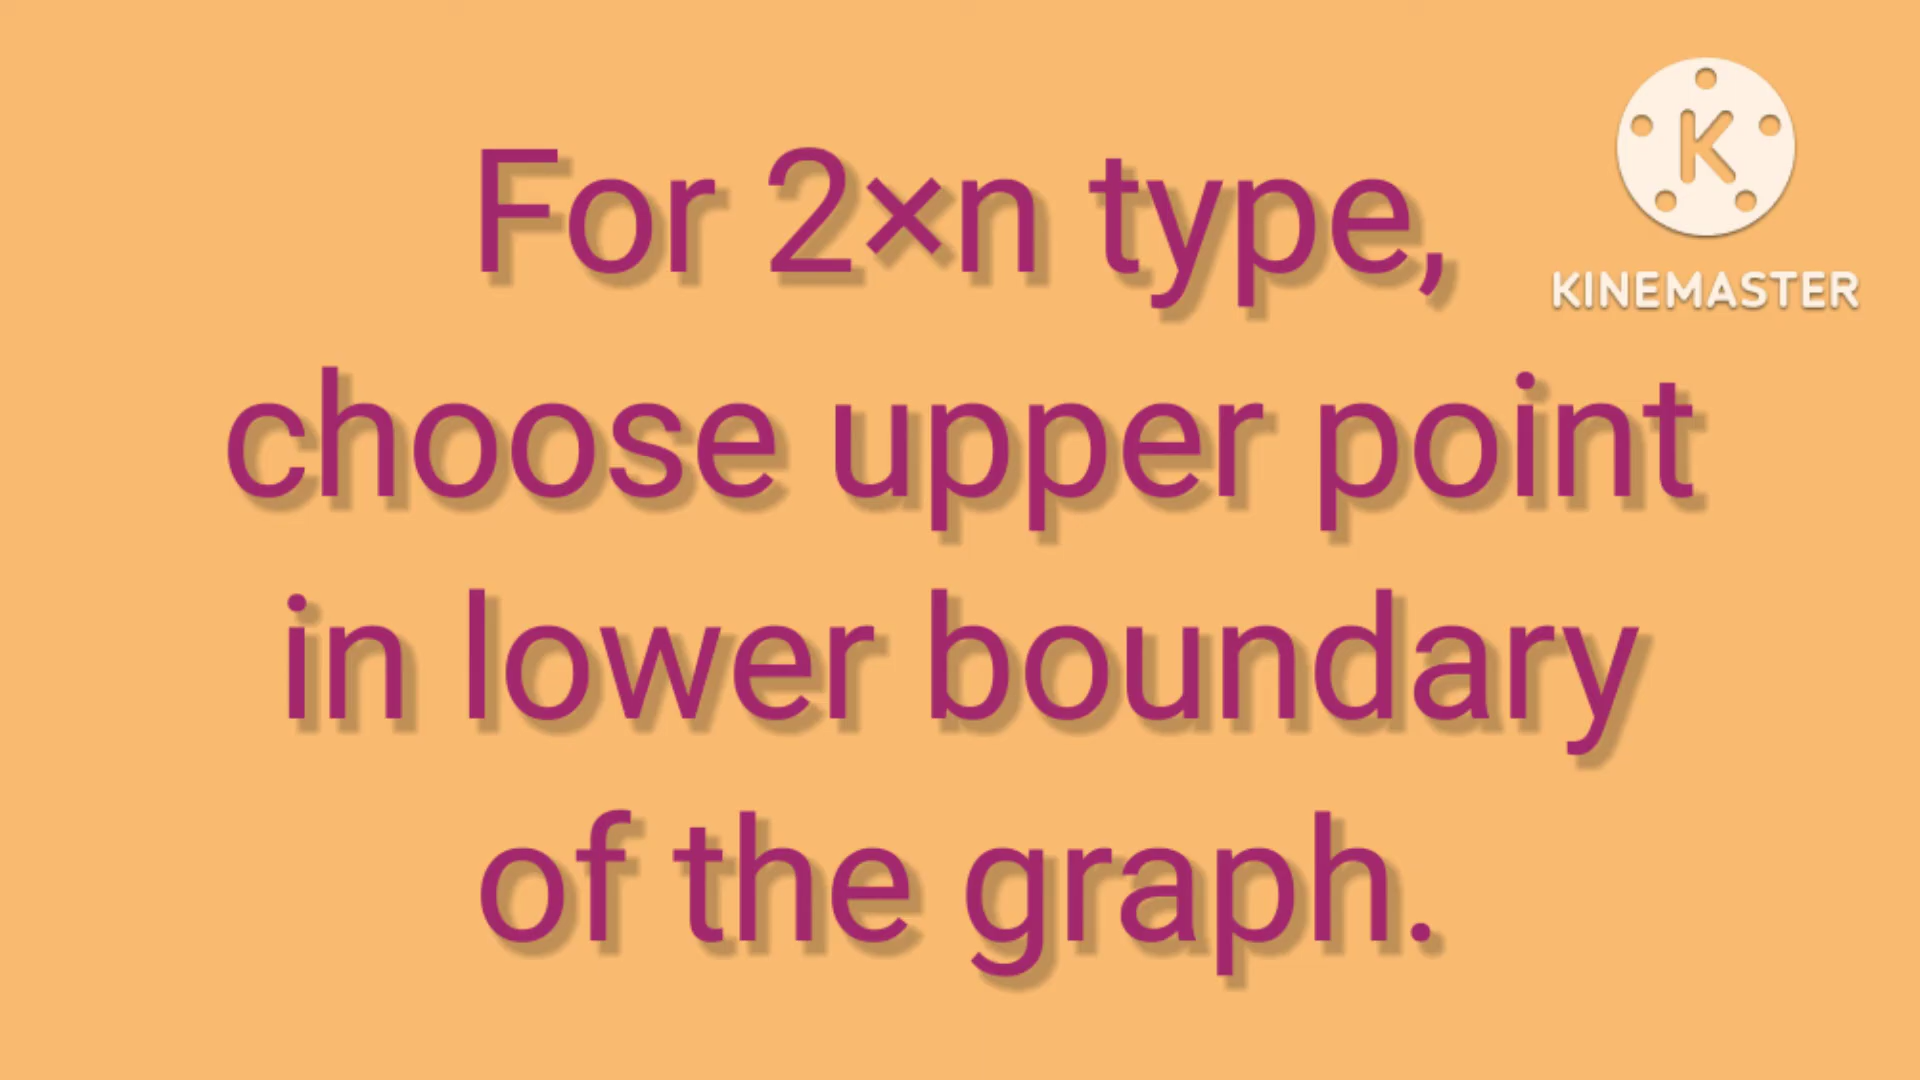 For 2×n type,
choose upper point
in lower boundary
of the graph.
K
KINEMASTER